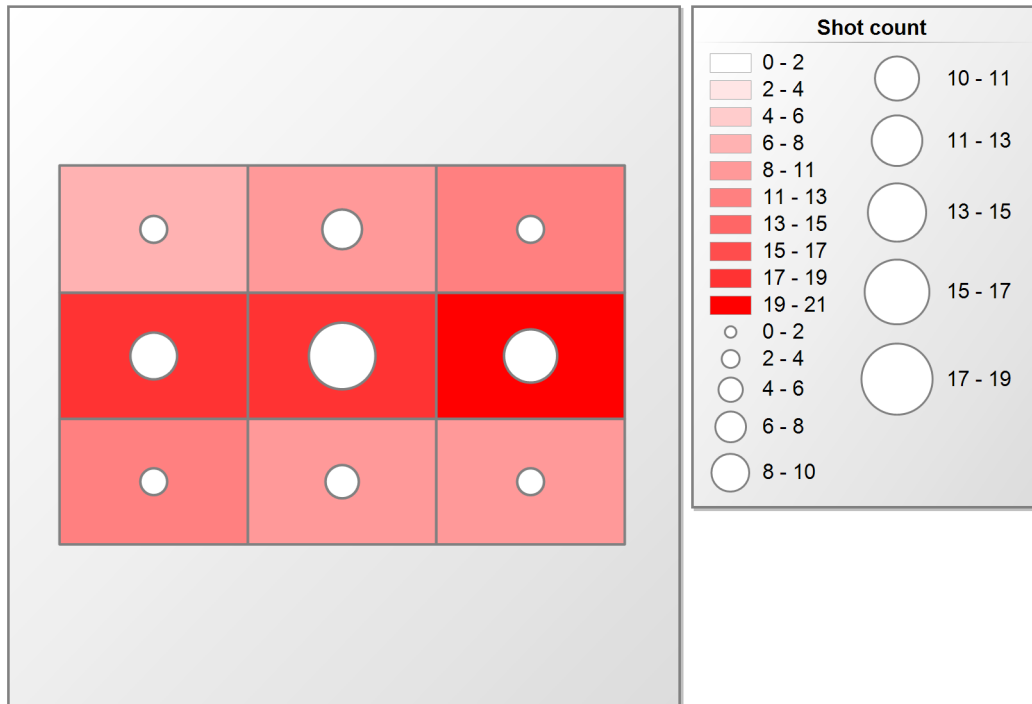 Shot count
0 - 2
2 - 4
4 - 6
6 - 8
8 - 11
11 - 13
13 - 15
15 - 17
17 - 19
19 - 21
0 - 2
2 - 4
4 - 6
6 - 8
8 - 10
10 - 11
11 - 13
13 - 15
15 - 17
17 - 19